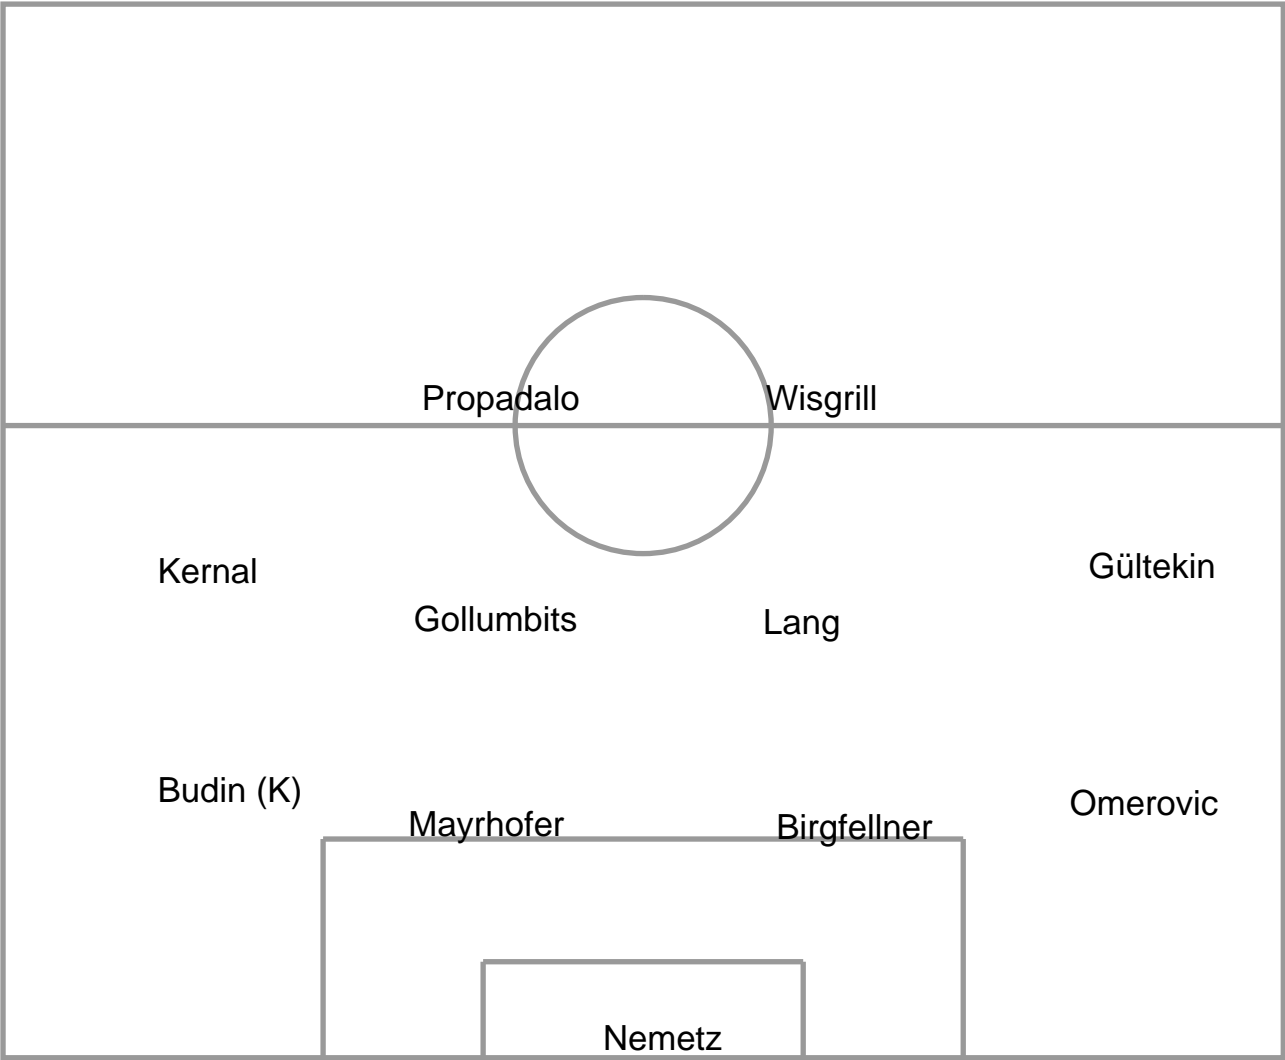 Propadalo
Wisgrill
Kernal
Gültekin
Gollumbits
Lang
Budin (K)
Omerovic
Mayrhofer
Birgfellner
Nemetz